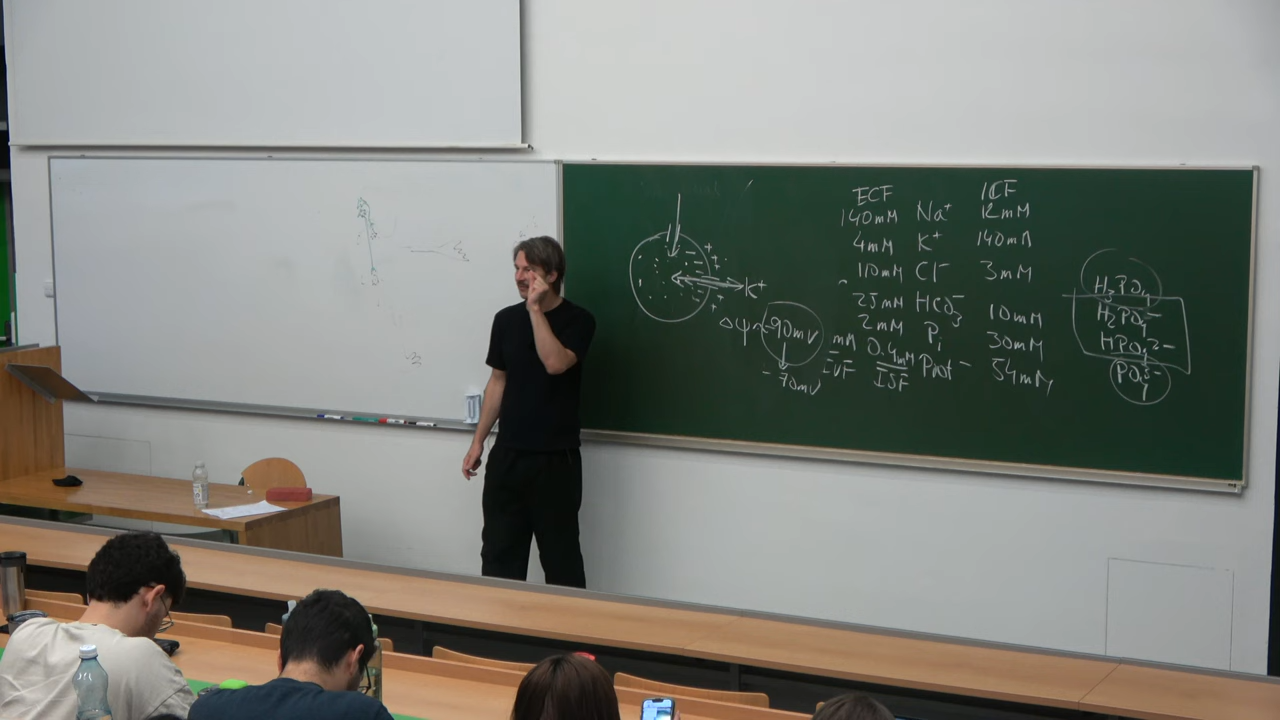 K⁺
Δψ ~ -90mV
-70mV
ECF ICF
140mM Na⁺ 12mM
4mM K⁺ 140mM
110mM Cl⁻ 3mM
25mM HCO₃⁻ 10mM
2mM Pᵢ 30mM
mM 0.4mM Prot⁻ 54mM
IVF ISF
H₃PO₄
H₂PO₄⁻
HPO₄²⁻
PO₄³⁻